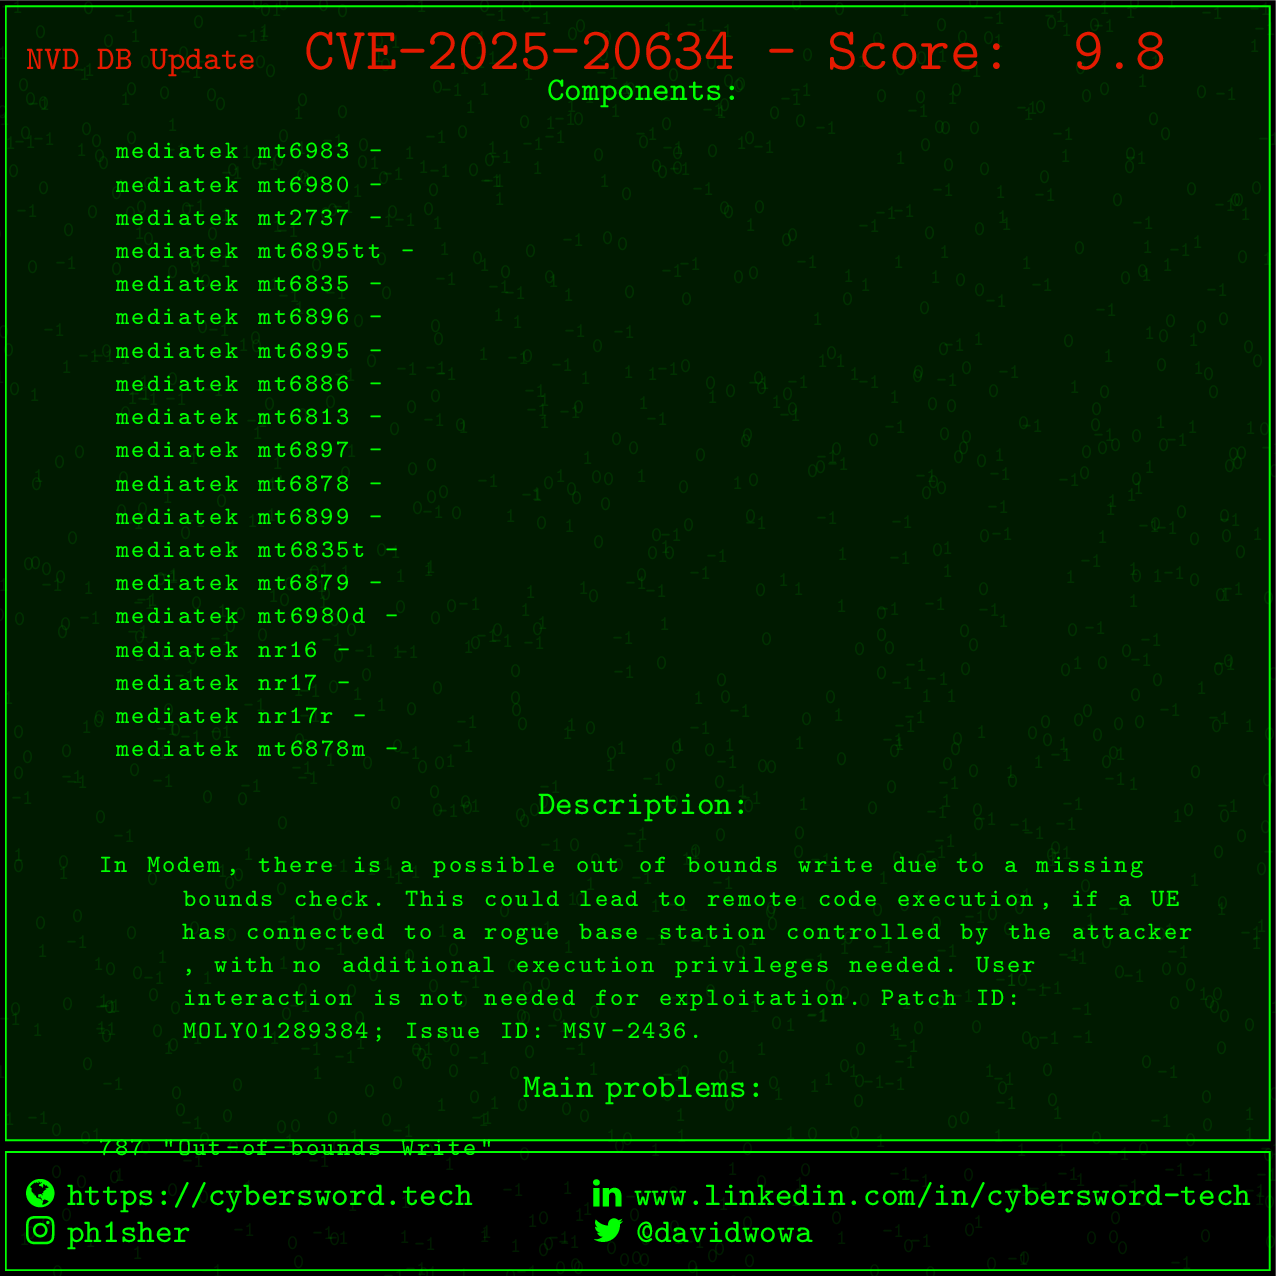 NVD DB Update CVE-2025-20634 - Score: 9.8
Components:
mediatek mt6983 -
mediatek mt6980 -
mediatek mt2737 -
mediatek mt6895tt -
mediatek mt6835 -
mediatek mt6896 -
mediatek mt6895 -
mediatek mt6886 -
mediatek mt6813 -
mediatek mt6897 -
mediatek mt6878 -
mediatek mt6899 -
mediatek mt6835t -
mediatek mt6879 -
mediatek mt6980d -
mediatek nr16 -
mediatek nr17 -
mediatek nr17r -
mediatek mt6878m -
Description:
In Modem, there is a possible out of bounds write due to a missing
bounds check. This could lead to remote code execution, if a UE
has connected to a rogue base station controlled by the attacker
, with no additional execution privileges needed. User
interaction is not needed for exploitation. Patch ID:
MOLY01289384; Issue ID: MSV-2436.
Main problems:
787 "Out-of-bounds Write"
https://cybersword.tech
www.linkedin.com/in/cybersword-tech
ph1sher
@davidwowa